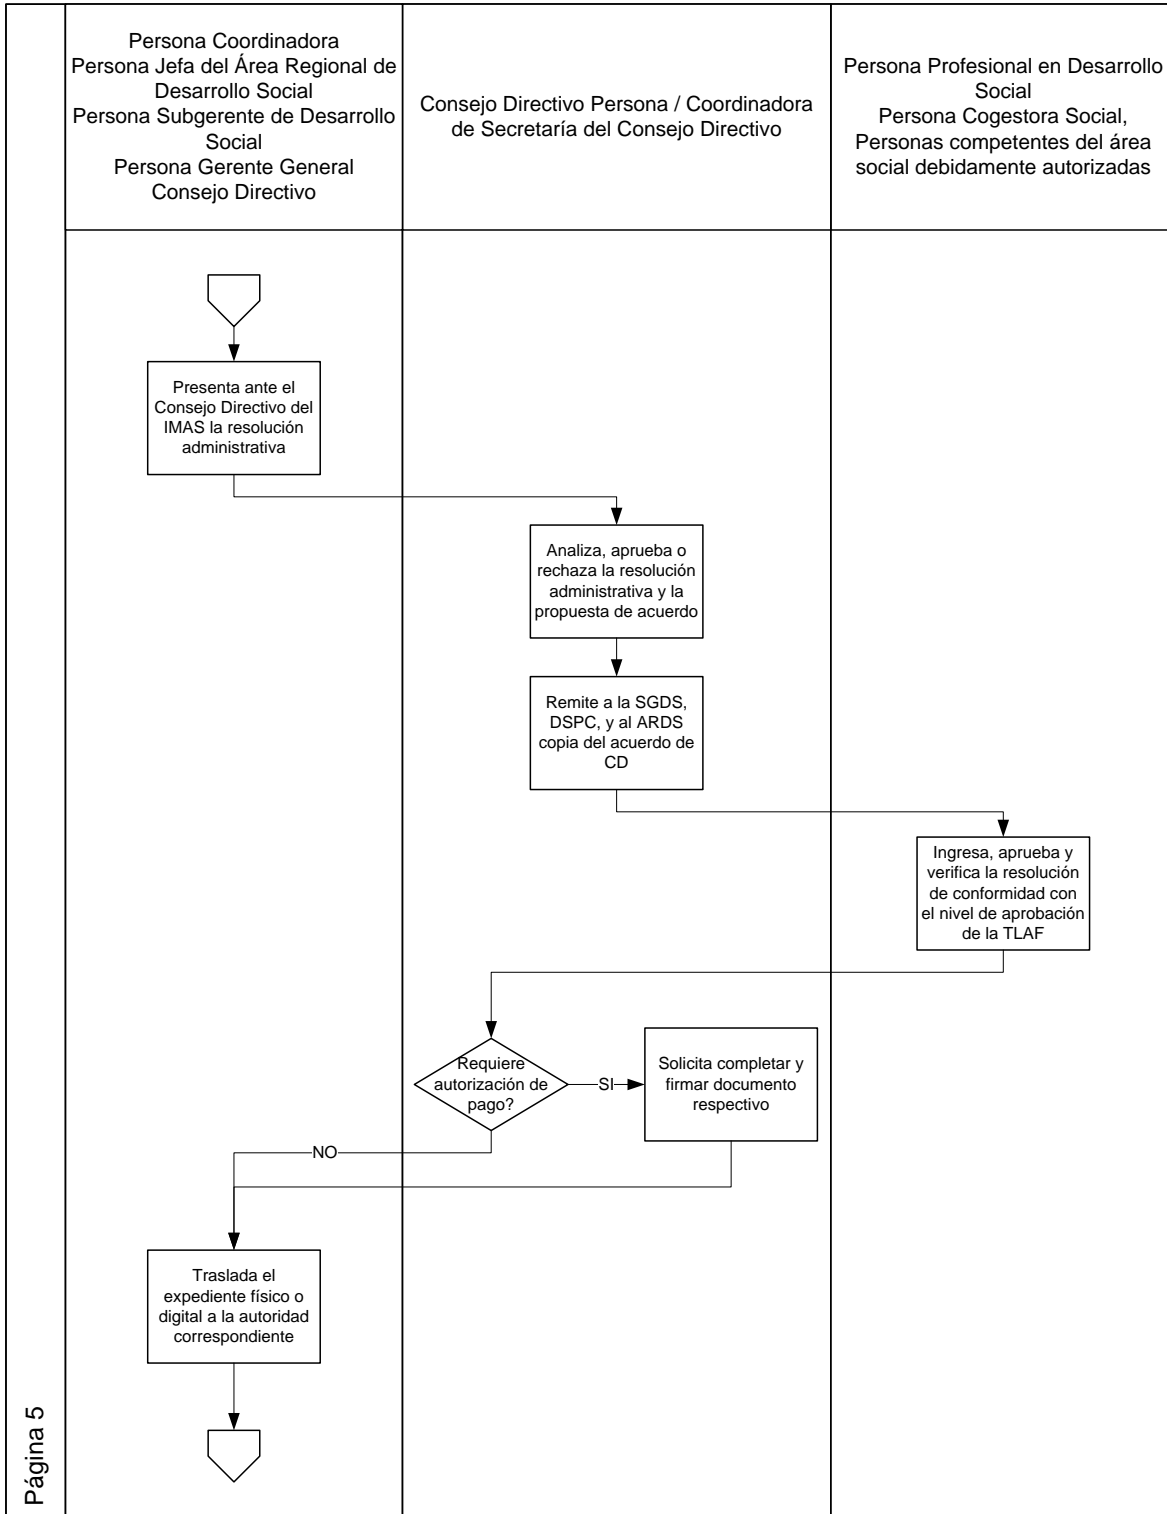 Persona Coordinadora
Persona Jefa del Área Regional de
Desarrollo Social
Persona Subgerente de Desarrollo
Social
Persona Gerente General
Consejo Directivo
Consejo Directivo Persona / Coordinadora
de Secretaría del Consejo Directivo
Persona Profesional en Desarrollo
Social
Persona Cogestora Social,
Personas competentes del área
social debidamente autorizadas
Presenta ante el
Consejo Directivo del
IMAS la resolución
administrativa
Analiza, aprueba o
rechaza la resolución
administrativa y la
propuesta de acuerdo
Remite a la SGDS,
DSPC, y al ARDS
copia del acuerdo de
CD
Ingresa, aprueba y
verifica la resolución
de conformidad con
el nivel de aprobación
de la TLAF
Requiere
autorización de
pago?
SI
Solicita completar y
firmar documento
respectivo
NO
Traslada el
expediente físico o
digital a la autoridad
correspondiente
Página 5